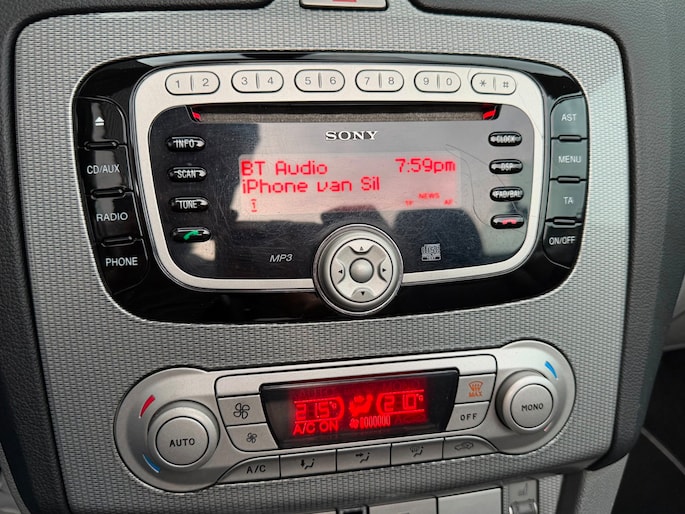 1 2 3 4 5 6 7 8 9 0 * #
SONY
INFO
SCAN
TUNE
CD/AUX
RADIO
PHONE
BT Audio 7:59pm
iPhone van Sil
NEWS
TP AF
CLOCK
DSP
FAD/BAL
AST
MENU
TA
ON/OFF
MP3
MAX
A/C ON
AUTO
OFF
MONO
A/C